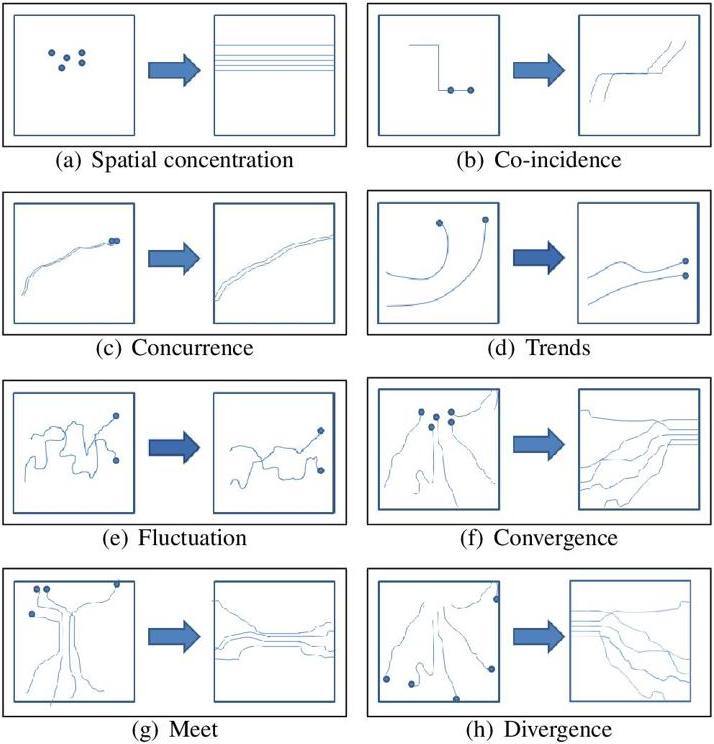 (a) Spatial concentration
(b) Co-incidence
(c) Concurrence
(d) Trends
(e) Fluctuation
(f) Convergence
(g) Meet
(h) Divergence